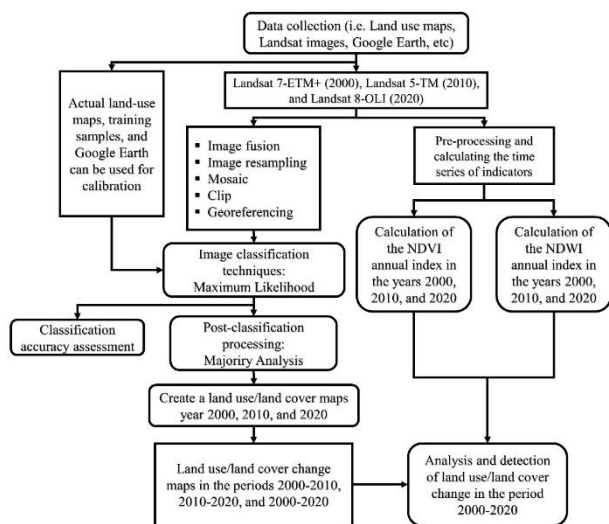 Data collection (i.e. Land use maps,
Landsat images, Google Earth, etc)
Landsat 7-ETM+ (2000), Landsat 5-TM (2010),
and Landsat 8-OLI (2020)
Actual land-use
maps, training
samples, and
Google Earth
can be used for
calibration
▪ Image fusion
▪ Image resampling
▪ Mosaic
▪ Clip
▪ Georeferencing
Pre-processing and
calculating the time
series of indicators
Image classification
techniques:
Maximum Likelihood
Calculation of
the NDVI
annual index in
the years 2000,
2010, and 2020
Calculation of
the NDWI
annual index in
the years 2000,
2010, and 2020
Classification
accuracy assessment
Post-classification
processing:
Majoriry Analysis
Create a land use/land cover maps
year 2000, 2010, and 2020
Land use/land cover change
maps in the periods 2000-2010,
2010-2020, and 2000-2020
Analysis and detection
of land use/land cover
change in the period
2000-2020